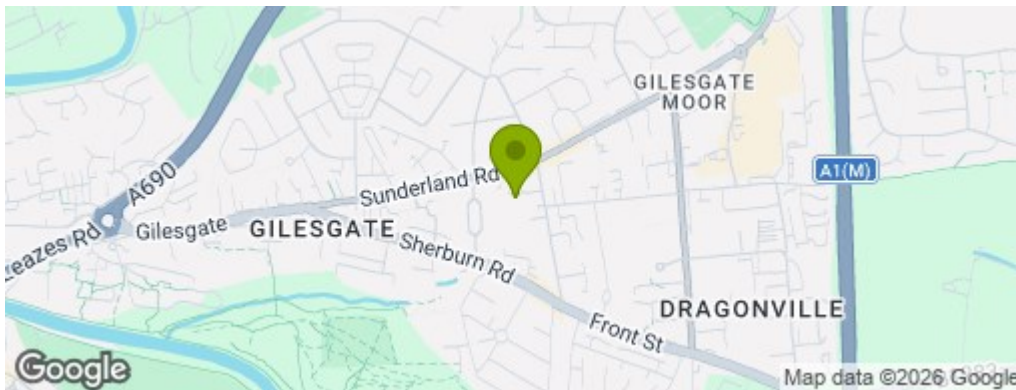 GILESGATE
MOOR
A1(M)
A690
Sunderland Rd
Gilesgate
GILESGATE
Leazes Rd
Sherburn Rd
DRAGONVILLE
Front St
Google
Map data ©2026 Google